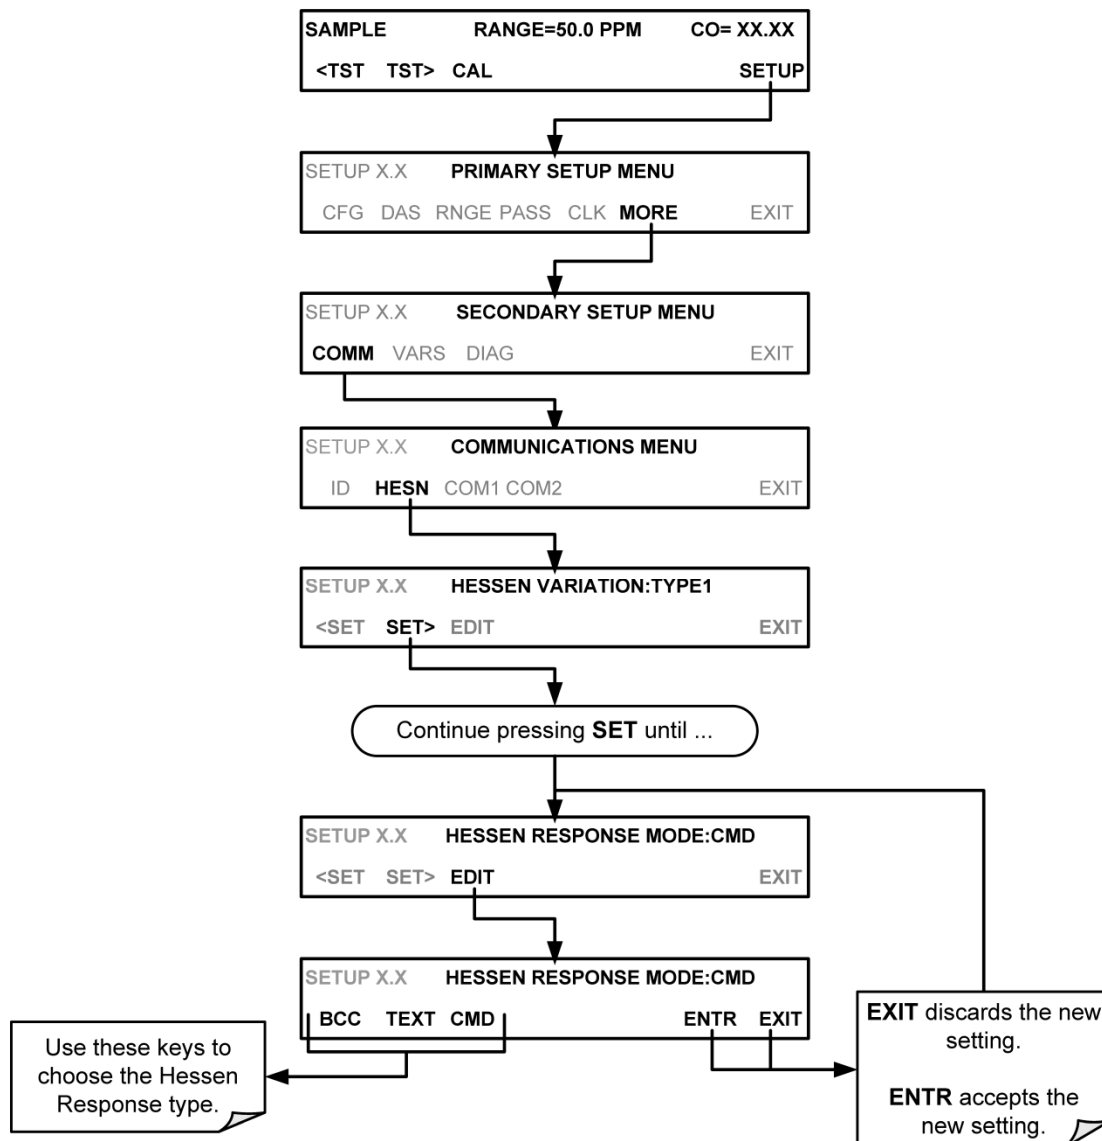 SAMPLE RANGE=50.0 PPM CO= XX.XX
<TST TST> CAL SETUP
SETUP X.X PRIMARY SETUP MENU
CFG DAS RNGE PASS CLK MORE EXIT
SETUP X.X SECONDARY SETUP MENU
COMM VARS DIAG EXIT
SETUP X.X COMMUNICATIONS MENU
ID HESN COM1 COM2 EXIT
SETUP X.X HESSEN VARIATION:TYPE1
<SET SET> EDIT EXIT
Continue pressing SET until ...
SETUP X.X HESSEN RESPONSE MODE:CMD
<SET SET> EDIT EXIT
SETUP X.X HESSEN RESPONSE MODE:CMD
BCC TEXT CMD ENTR EXIT
Use these keys to
choose the Hessen
Response type.
EXIT discards the new
setting.
ENTR accepts the
new setting.